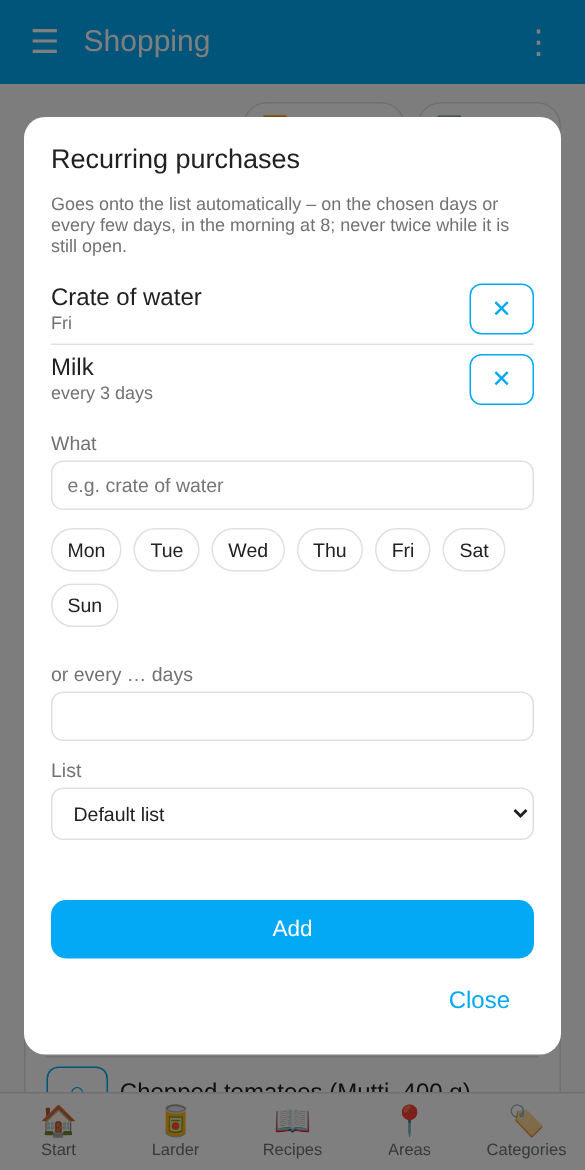 Shopping
Recurring purchases
Goes onto the list automatically – on the chosen days or
every few days, in the morning at 8; never twice while it is
still open.
Crate of water
Fri
Milk
every 3 days
What
e.g. crate of water
Mon Tue Wed Thu Fri Sat
Sun
or every … days
List
Default list
Add
Close
Chopped tomatoes (Mutti, 400 g)
Start Larder Recipes Areas Categories